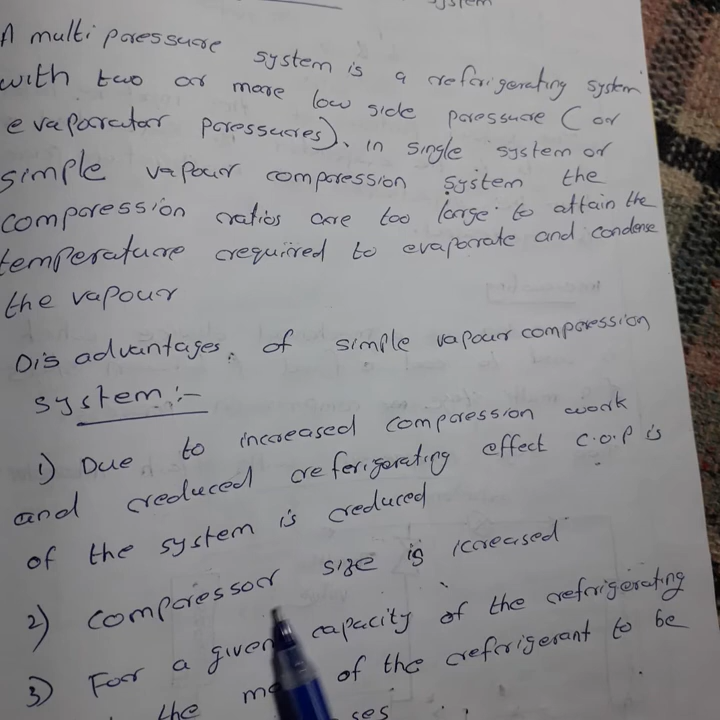 System
A multi pressure system is a refrigerating system
with two or more low side pressure (or
evaporator pressures). in single system or
simple vapour compression system the
compression ratios are too large to attain the
temperature required to evaporate and condense
the vapour
Disadvantages. of simple vapour compression
system :-
1) Due to increased compression work
and reduced referigerating effect C.O.P is
of the system is reduced
2) Compressor size is icreased
3) For a given capacity of the refrigerating
the of the refrigerant to be